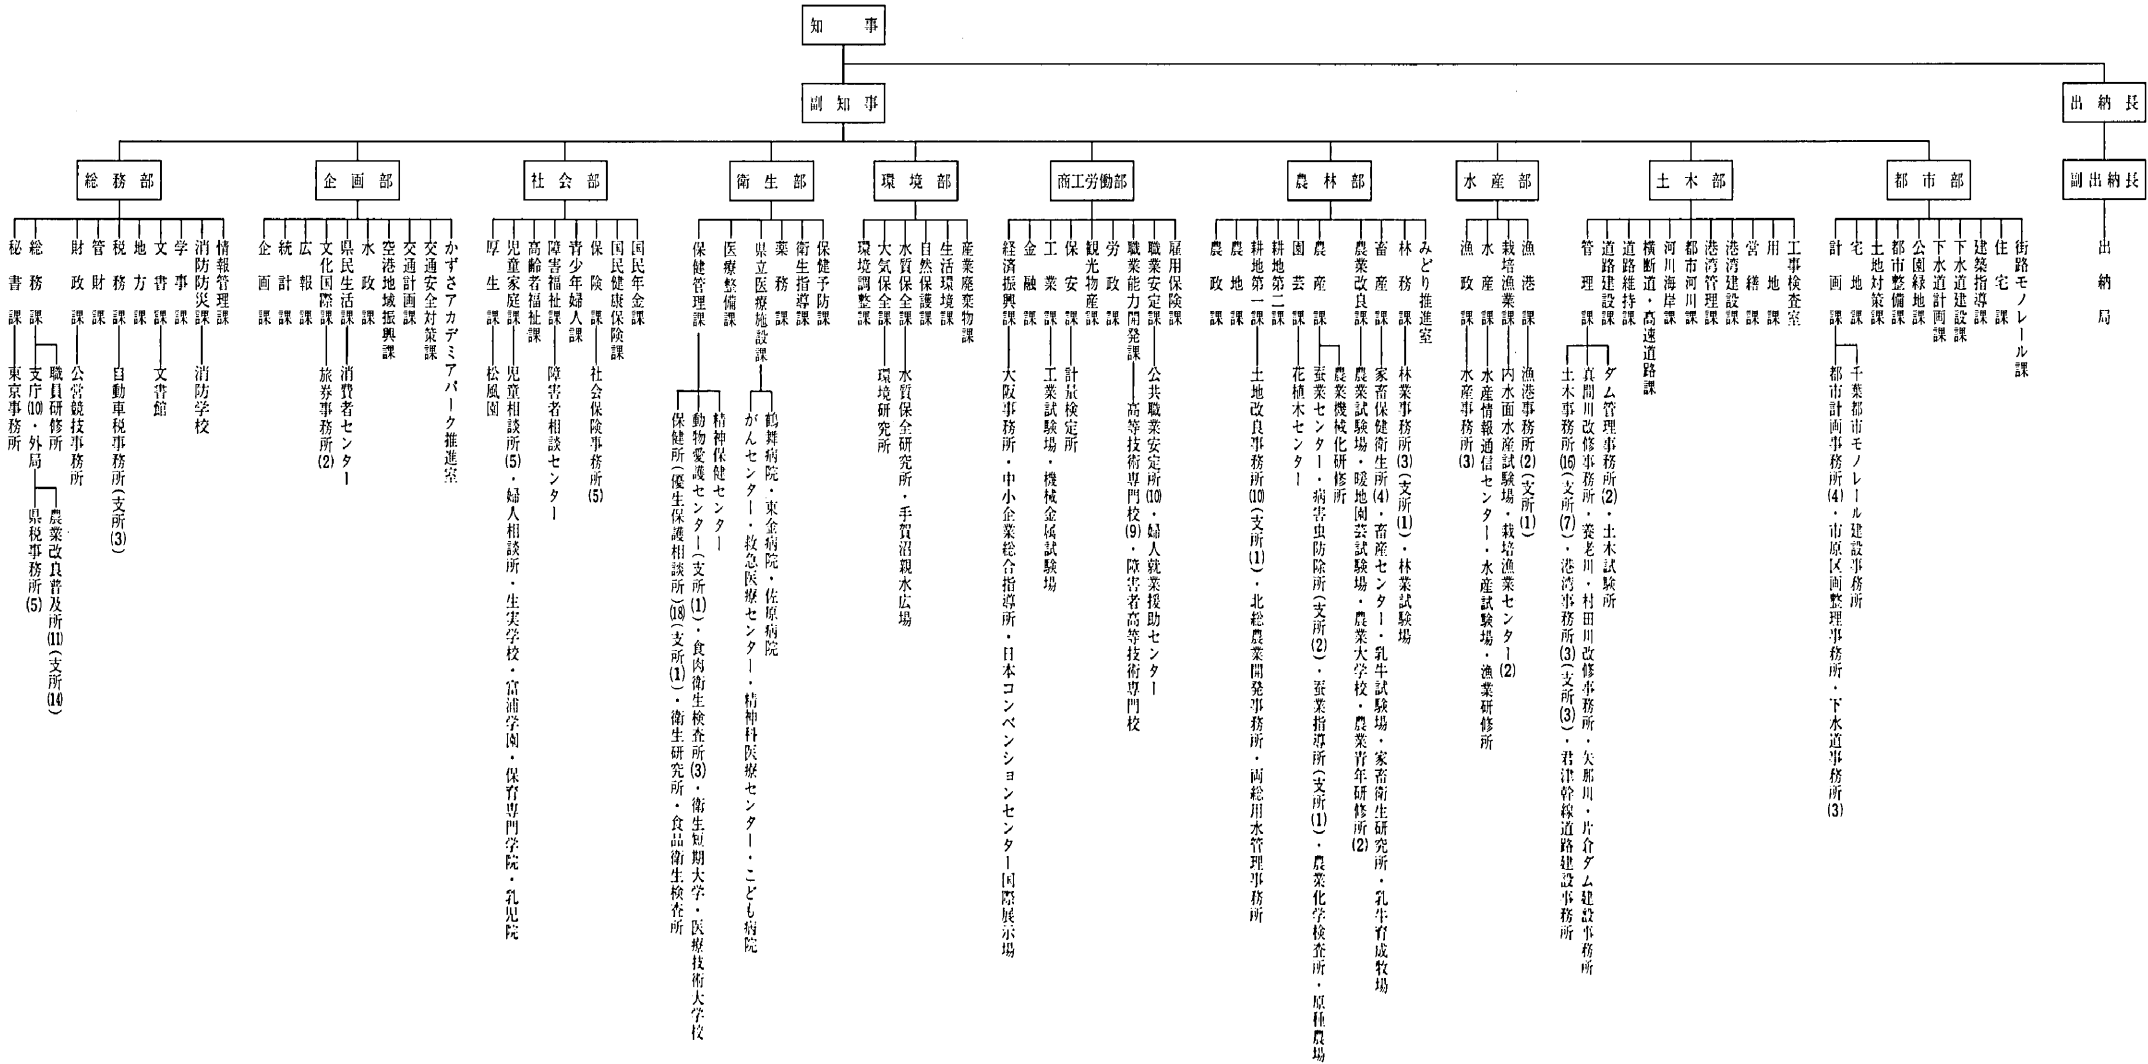 知事
副知事
出納長
副出納長
出納局
総務部
秘書課
東京事務所
総務課
支庁(10)・外局
県税事務所(5)
農業改良普及所(11)(支所(14))
職員研修所
財政課
公営競技事務所
管財課
税務課
自動車税事務所(支所(3))
地方課
文書課
文書館
学事課
消防防災課
消防学校
情報管理課
企画部
企画課
統計課
広報課
文化国際課
旅券事務所(2)
県民生活課
消費者センター
水政課
空港地域振興課
交通計画課
交通安全対策課
かずさアカデミアパーク推進室
社会部
厚生課
松風園
児童家庭課
児童相談所(5)・婦人相談所・生実学校・富浦学園・保育専門学院・乳児院
高齢者福祉課
障害福祉課
障害者相談センター
青少年婦人課
保険課
社会保険事務所(5)
国民健康保険課
国民年金課
衛生部
保健管理課
保健所(優生保護相談所)(18)(支所(1))・衛生研究所・食品衛生検査所
動物愛護センター(支所(1))・食肉衛生検査所(3)・衛生短期大学・医療技術大学校
精神保健センター
医療整備課
県立医療施設課
がんセンター・救急医療センター・精神科医療センター・こども病院
鶴舞病院・東金病院・佐原病院
薬務課
衛生指導課
保健予防課
環境部
環境調整課
大気保全課
環境研究所
水質保全課
水質保全研究所・手賀沼親水広場
自然保護課
生活環境課
産業廃棄物課
商工労働部
経済振興課
大阪事務所・中小企業総合指導所・日本コンベンションセンター国際展示場
金融課
工業課
工業試験場・機械金属試験場
保安課
計量検定所
観光物産課
労政課
職業能力開発課
高等技術専門校(9)・障害者高等技術専門校
職業安定課
公共職業安定所(10)・婦人就業援助センター
雇用保険課
農林部
農政課
農地課
耕地第一課
土地改良事務所(10)(支所(1))・北総農業開発事務所・両総用水管理事務所
耕地第二課
園芸課
花植木センター
農産課
蚕業センター・病害虫防除所(支所(2))・蚕業指導所(支所(1))・農業化学検査所・原種農場
農業機械化研修所
農業改良課
農業試験場・暖地園芸試験場・農業大学校・農業青年研修所(2)
畜産課
家畜保健衛生所(4)・畜産センター・乳牛試験場・家畜衛生研究所・乳牛育成牧場
林務課
林業事務所(3)(支所(1))・林業試験場
みどり推進室
水産部
漁政課
水産事務所(3)
水産課
水産情報通信センター・水産試験場・漁業研修所
栽培漁業課
内水面水産試験場・栽培漁業センター(2)
漁港課
漁港事務所(2)(支所(1))
土木部
管理課
土木事務所(16)(支所(7))・港湾事務所(3)(支所(3))・君津幹線道路建設事務所
真間川改修事務所・養老川・村田川改修事務所・矢那川・片倉ダム建設事務所
ダム管理事務所(2)・土木試験所
道路建設課
道路維持課
横断道・高速道路課
河川海岸課
都市河川課
港湾管理課
港湾建設課
営繕課
用地課
工事検査室
都市部
計画課
都市計画事務所(4)・市原区画整理事務所・下水道事務所(3)
千葉都市モノレール建設事務所
宅地課
土地対策課
都市整備課
公園緑地課
下水道計画課
下水道建設課
建築指導課
住宅課
街路モノレール課